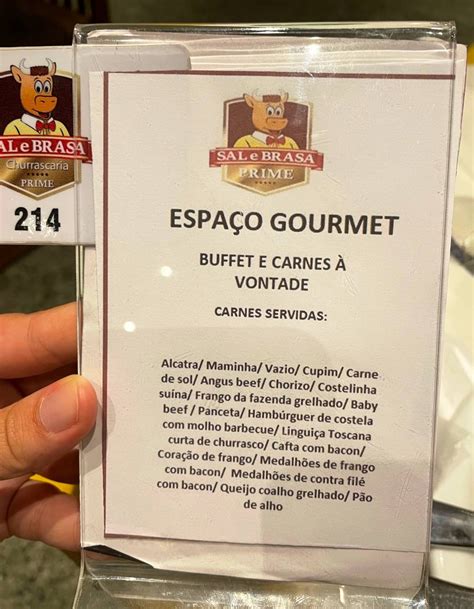 SAL e BRASA
Churrascaria
PRIME
214
SAL e BRASA
PRIME
ESPAÇO GOURMET
BUFFET E CARNES À
VONTADE
CARNES SERVIDAS:
Alcatra/ Maminha/ Vazio/ Cupim/ Carne
de sol/ Angus beef/ Chorizo/ Costelinha
suína/ Frango da fazenda grelhado/ Baby
beef / Panceta/ Hambúrguer de costela
com molho barbecue/ Linguiça Toscana
curta de churrasco/ Cafta com bacon/
Coração de frango/ Medalhões de frango
com bacon/ Medalhões de contra filé
com bacon/ Queijo coalho grelhado/ Pão
de alho